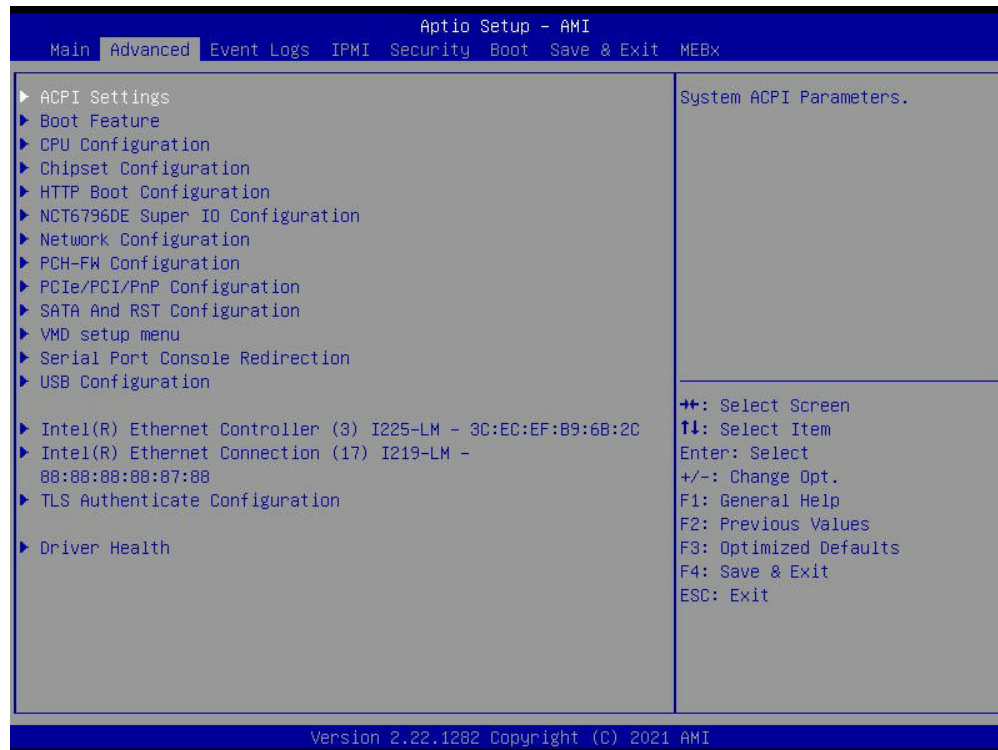 Aptio Setup - AMI
Main Advanced Event Logs IPMI Security Boot Save & Exit MEBx
▶ ACPI Settings
▶ Boot Feature
▶ CPU Configuration
▶ Chipset Configuration
▶ HTTP Boot Configuration
▶ NCT6796DE Super IO Configuration
▶ Network Configuration
▶ PCH-FW Configuration
▶ PCIe/PCI/PnP Configuration
▶ SATA And RST Configuration
▶ VMD setup menu
▶ Serial Port Console Redirection
▶ USB Configuration
▶ Intel(R) Ethernet Controller (3) I225-LM - 3C:EC:EF:B9:6B:2C
▶ Intel(R) Ethernet Connection (17) I219-LM -
88:88:88:88:87:88
▶ TLS Authenticate Configuration
▶ Driver Health
System ACPI Parameters.
→←: Select Screen
↑↓: Select Item
Enter: Select
+/-: Change Opt.
F1: General Help
F2: Previous Values
F3: Optimized Defaults
F4: Save & Exit
ESC: Exit
Version 2.22.1282 Copyright (C) 2021 AMI